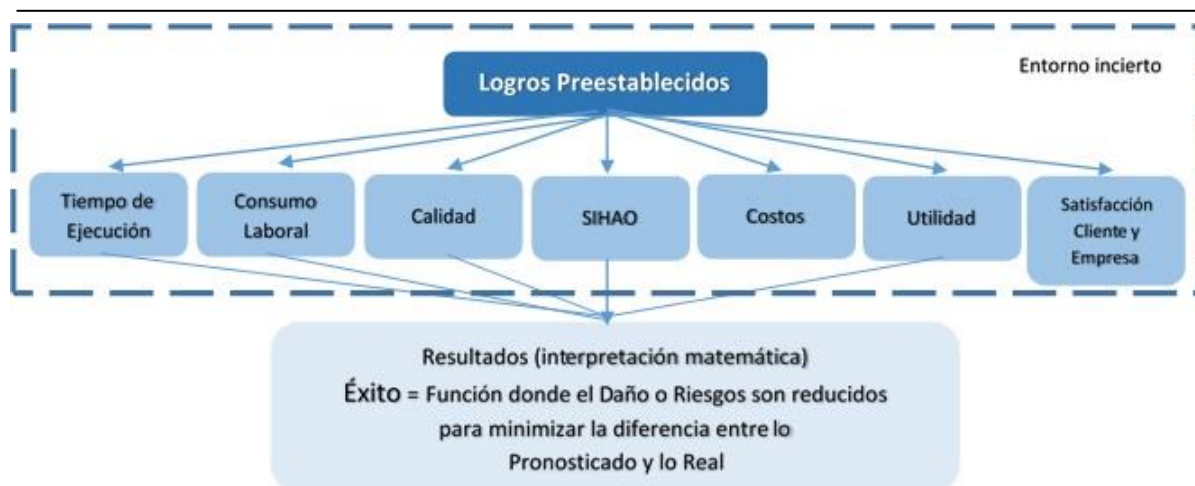 Entorno incierto
Logros Preestablecidos
Tiempo de
Ejecución
Consumo
Laboral
Calidad
SIHAO
Costos
Utilidad
Satisfacción
Cliente y
Empresa
Resultados (interpretación matemática)
Éxito = Función donde el Daño o Riesgos son reducidos
para minimizar la diferencia entre lo
Pronosticado y lo Real